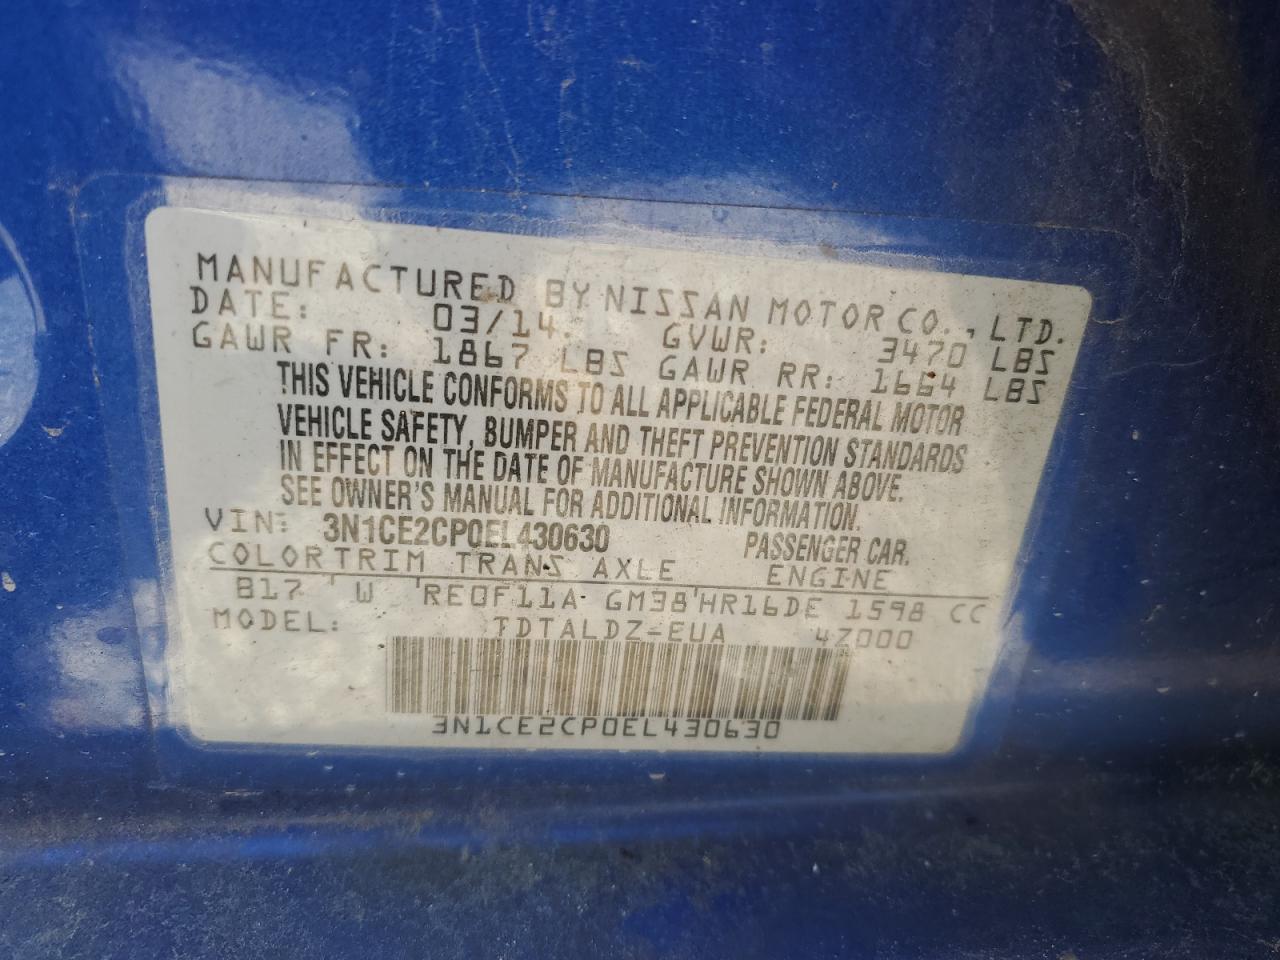 MANUFACTURED BY NISSAN MOTOR CO., LTD.
DATE: 03/14. GVWR: 3470 LBS
GAWR FR: 1867 LBS GAWR RR: 1664 LBS
THIS VEHICLE CONFORMS TO ALL APPLICABLE FEDERAL MOTOR
VEHICLE SAFETY, BUMPER AND THEFT PREVENTION STANDARDS
IN EFFECT ON THE DATE OF MANUFACTURE SHOWN ABOVE.
SEE OWNER'S MANUAL FOR ADDITIONAL INFORMATION.
VIN: 3N1CE2CP0EL430630 PASSENGER CAR.
COLOR TRIM TRANS AXLE ENGINE
B17 W RE0F11A GM38 HR16DE 1598 CC
MODEL: TDTALDZ-EUA 4Z000
3N1CE2CP0EL430630